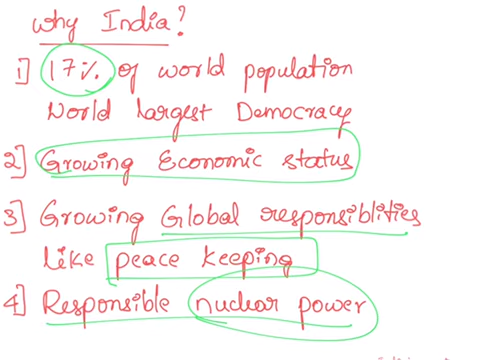 Why India?
1] 17% of world population
World largest Democracy
2] Growing Economic status
3] Growing Global responsiblities
like peace keeping
4] Responsible nuclear power